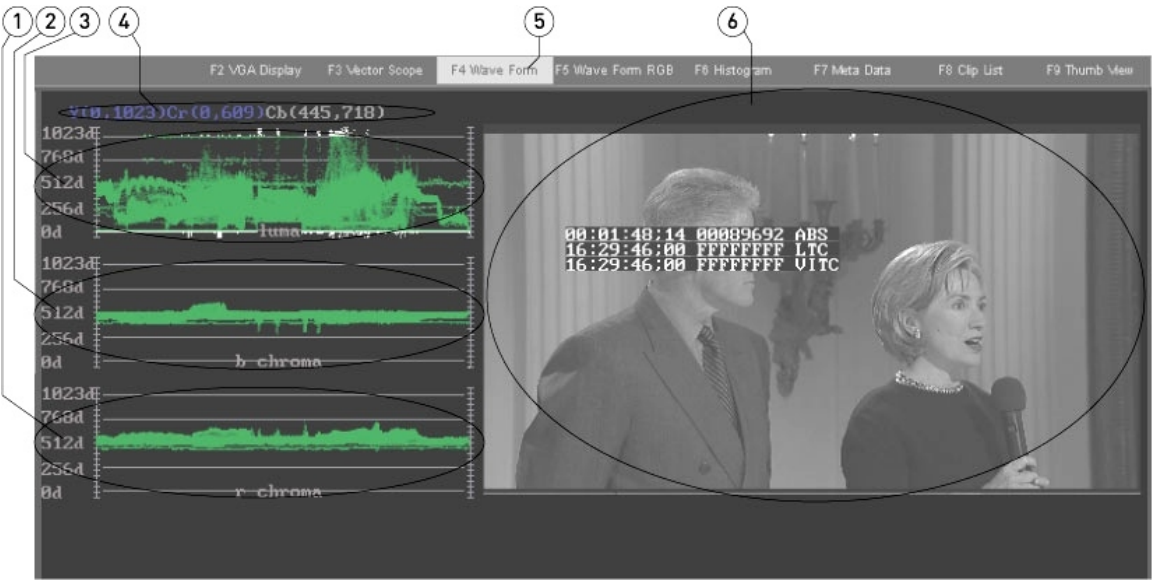 1 2 3 4 5 6
F2 VGA Display F3 Vector Scope F4 Wave Form F5 Wave Form RGB F6 Histogram F7 Meta Data F8 Clip List F9 Thumb View
Y(0,1023)Cr(0,609)Cb(445,718)
1023d
768d
512d
256d
0d
luma
1023d
768d
512d
256d
0d
b chroma
1023d
768d
512d
256d
0d
r chroma
00:01:48;14 00089692 ABS
16:29:46;00 FFFFFFFF LTC
16:29:46;00 FFFFFFFF VITC